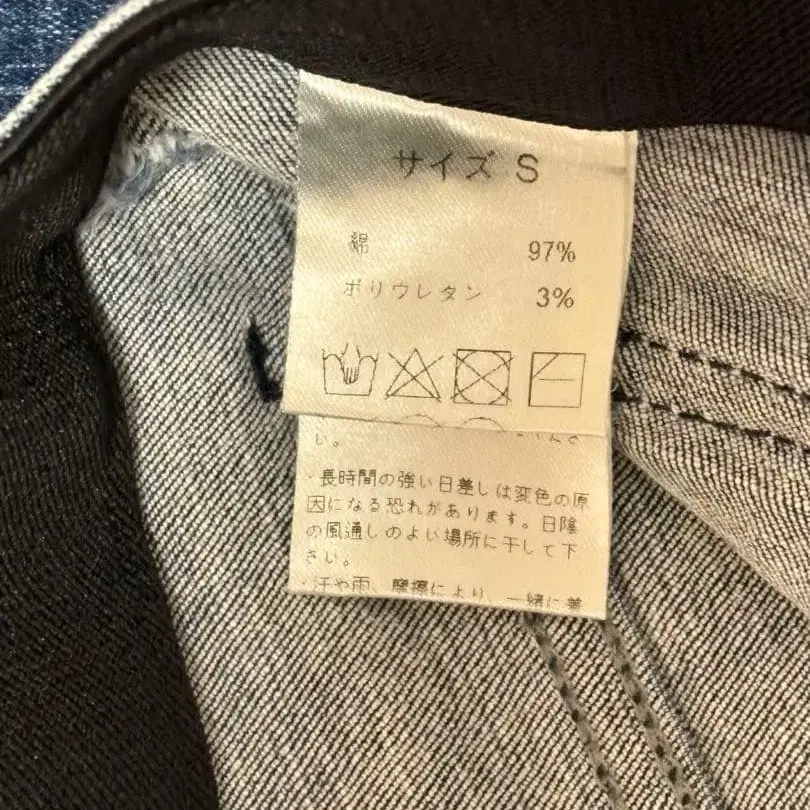 サイズ S
綿 97%
ポリウレタン 3%
い。
・長時間の強い日差しは変色の原
因になる恐れがあります。日陰
の風通しのよい場所に干して下
さい。
・汗や雨、摩擦により、一緒に着